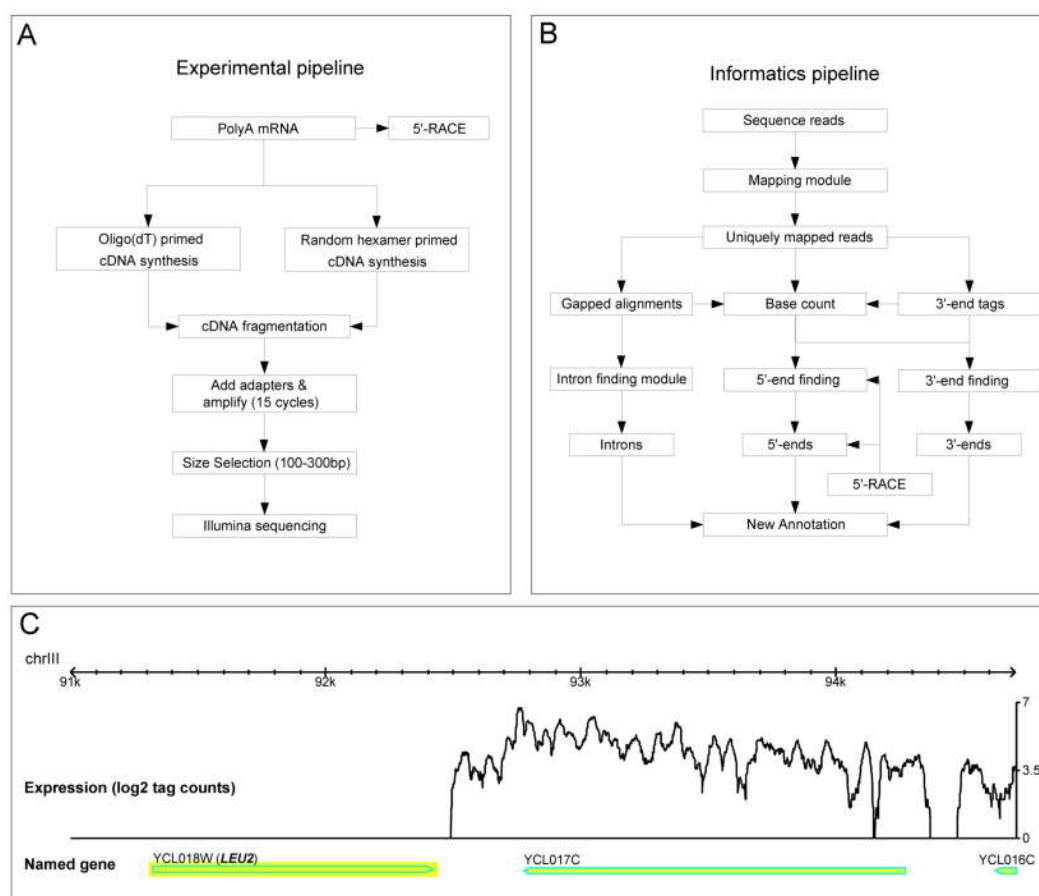 A
Experimental pipeline
PolyA mRNA
5'-RACE
Oligo(dT) primed
cDNA synthesis
Random hexamer primed
cDNA synthesis
cDNA fragmentation
Add adapters &
amplify (15 cycles)
Size Selection (100-300bp)
Illumina sequencing
B
Informatics pipeline
Sequence reads
Mapping module
Uniquely mapped reads
Gapped alignments
Base count
3'-end tags
Intron finding module
5'-end finding
3'-end finding
Introns
5'-ends
3'-ends
5'-RACE
New Annotation
C
chrIII
91k 92k 93k 94k
7
3.5
0
Expression (log2 tag counts)
Named gene
YCL018W (LEU2)
YCL017C
YCL016C